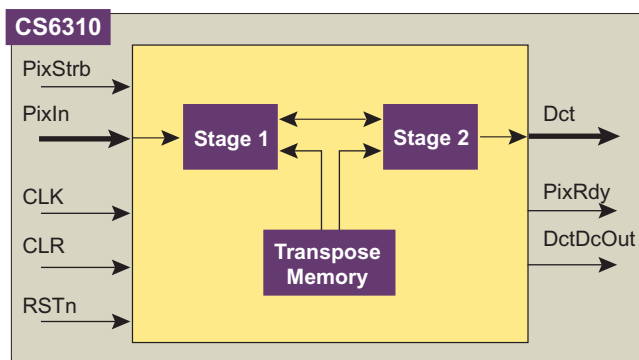 CS6310
PixStrb
PixIn
CLK
CLR
RSTn
Stage 1
Stage 2
Transpose
Memory
Dct
PixRdy
DctDcOut